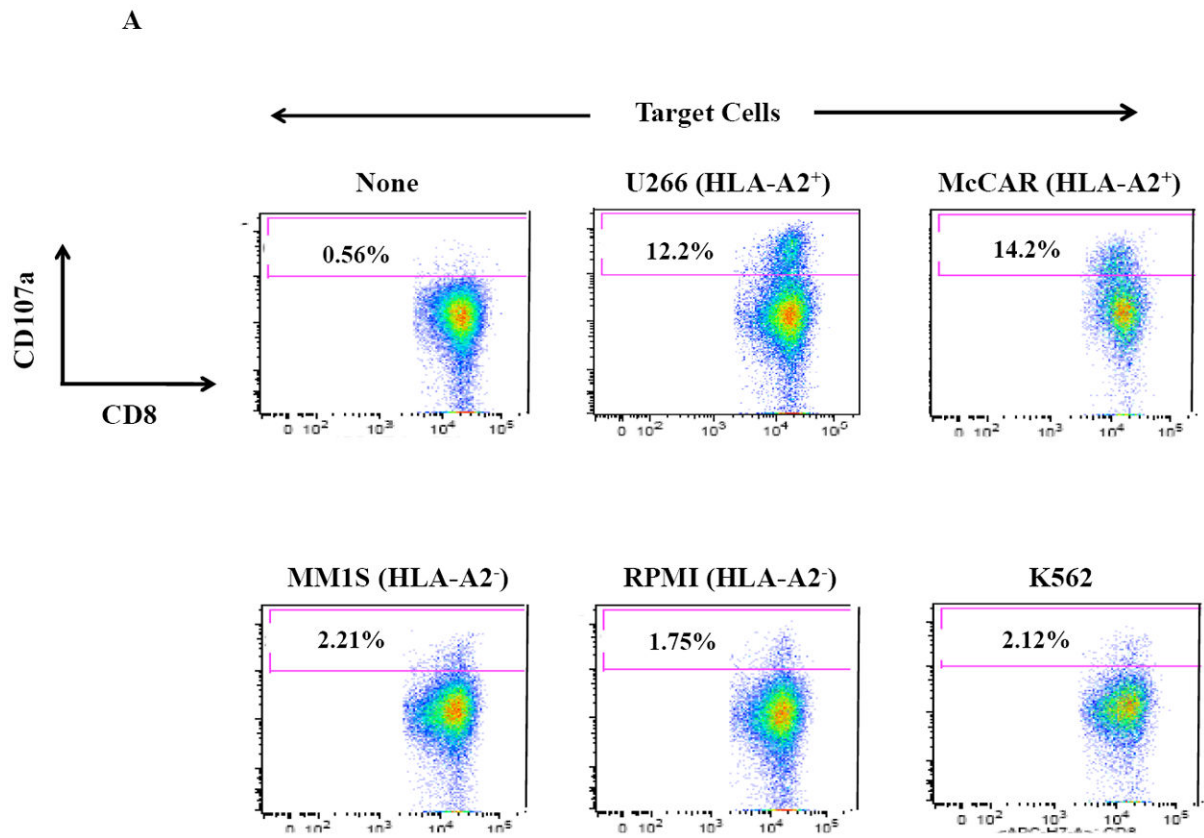 A
Target Cells
None
U266 (HLA-A2⁺)
McCAR (HLA-A2⁺)
CD107a
CD8
0.56%
12.2%
14.2%
0 10² 10³ 10⁴ 10⁵
0 10² 10³ 10⁴ 10⁵
0 10² 10³ 10⁴ 10⁵
MM1S (HLA-A2⁻)
RPMI (HLA-A2⁻)
K562
2.21%
1.75%
2.12%
0 10² 10³ 10⁴ 10⁵
0 10² 10³ 10⁴ 10⁵
0 10² 10³ 10⁴ 10⁵